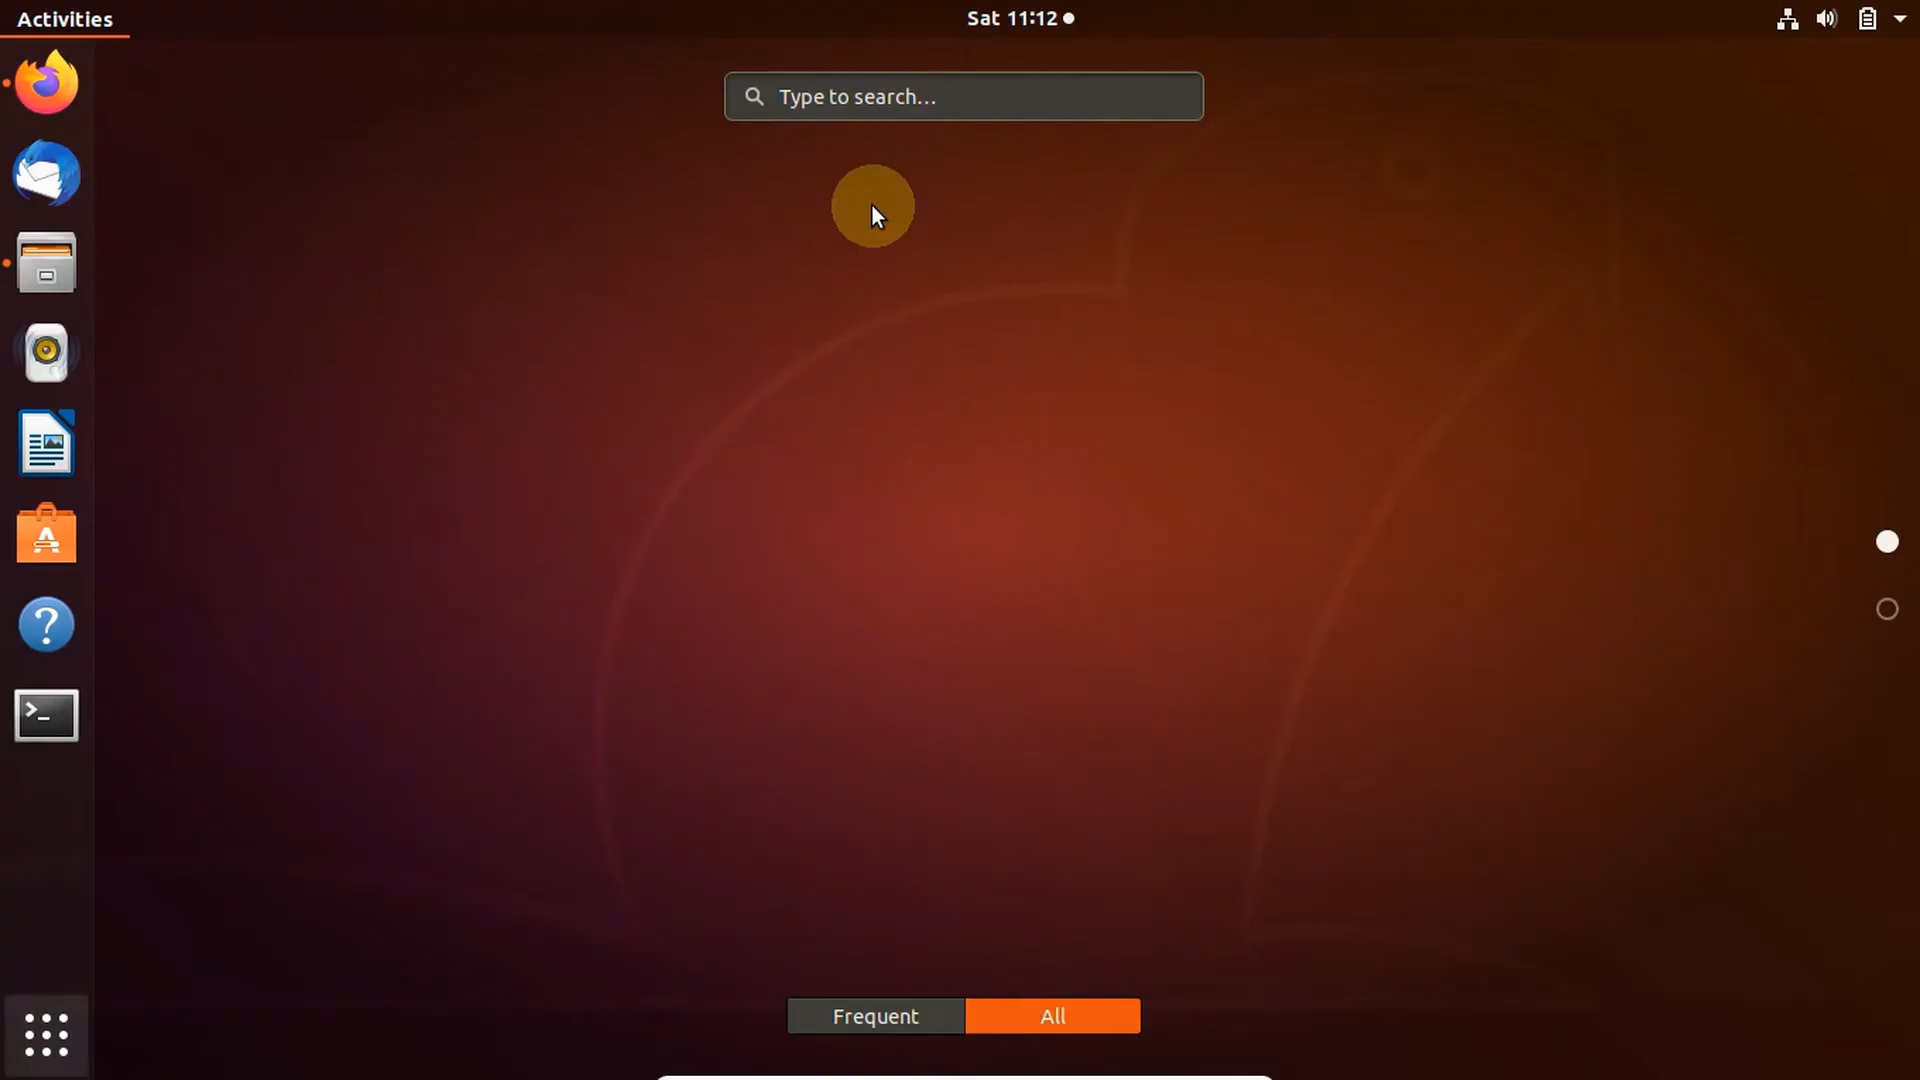 Activities
Sat 11:12
Type to search...
Frequent
All